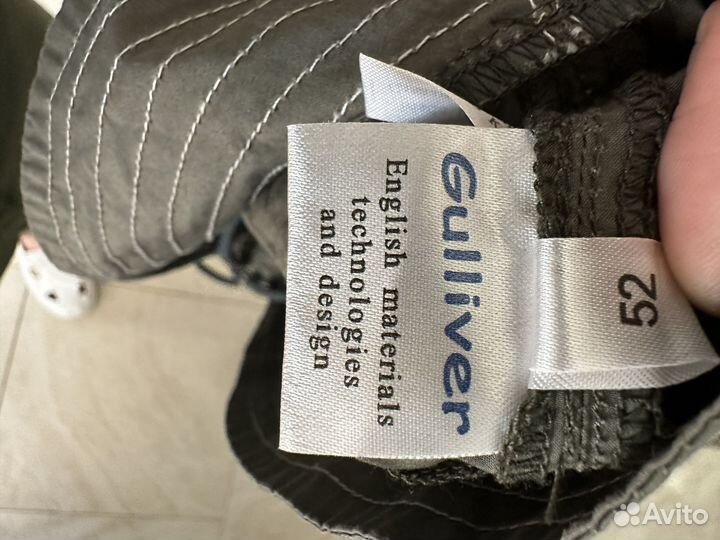 Gulliver
English materials
technologies
and design
52
Avito